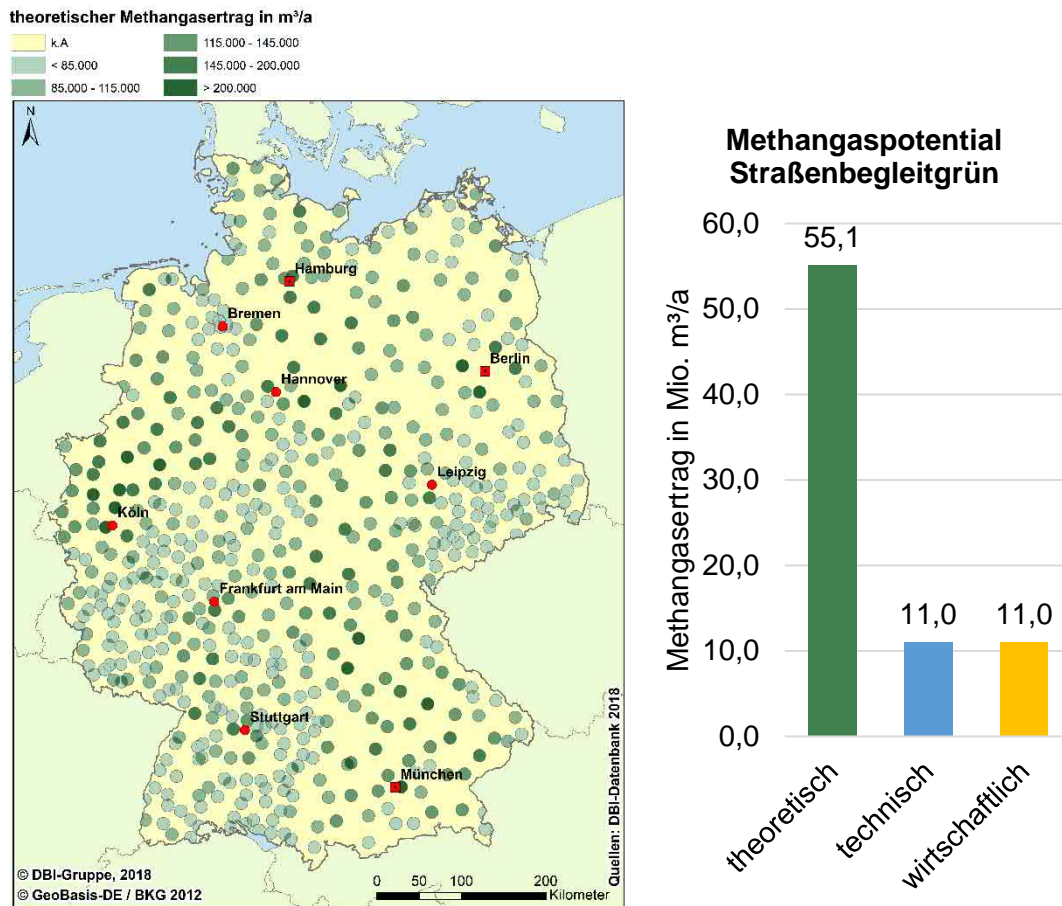 theoretischer Methangasertrag in m³/a
k.A
< 85.000
85.000 - 115.000
115.000 - 145.000
145.000 - 200.000
> 200.000
N
Hamburg
Bremen
Berlin
Hannover
Leipzig
Köln
Frankfurt am Main
Stuttgart
München
© DBI-Gruppe, 2018
© GeoBasis-DE / BKG 2012
0 50 100 200
Kilometer
Quellen: DBI-Datenbank 2018
Methangaspotential
Straßenbegleitgrün
Methangasertrag in Mio. m³/a
60,0
50,0
40,0
30,0
20,0
10,0
0,0
55,1
11,0
11,0
theoretisch
technisch
wirtschaftlich